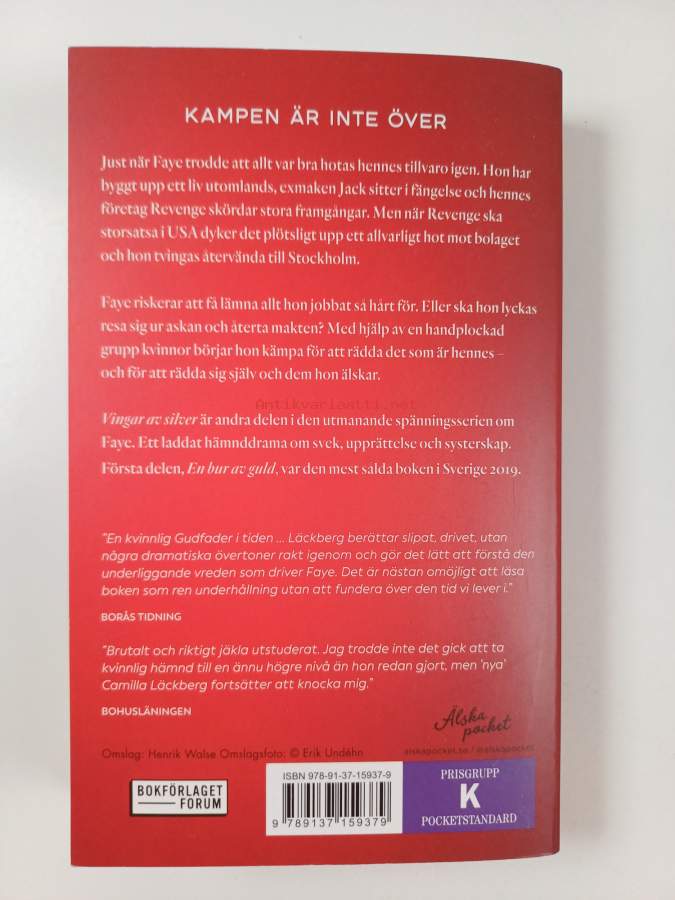 KAMPEN ÄR INTE ÖVER
Just när Faye trodde att allt var bra hotas hennes tillvaro igen. Hon har
byggt upp ett liv utomlands, exmaken Jack sitter i fängelse och hennes
företag Revenge skördar stora framgångar. Men när Revenge ska
storsatsa i USA dyker det plötsligt upp ett allvarligt hot mot bolaget
och hon tvingas återvända till Stockholm.
Faye riskerar att få lämna allt hon jobbat så hårt för. Eller ska hon lyckas
resa sig ur askan och återta makten? Med hjälp av en handplockad
grupp kvinnor börjar hon kämpa för att rädda det som är hennes –
och för att rädda sig själv och dem hon älskar.
Antikvariaatti.net
Vingar av silver är andra delen i den utmanande spänningsserien om
Faye. Ett laddat hämnddrama om svek, upprättelse och systerskap.
Första delen, En bur av guld, var den mest sålda boken i Sverige 2019.
"En kvinnlig Gudfader i tiden ... Läckberg berättar slipat, drivet, utan
några dramatiska övertoner rakt igenom och gör det lätt att förstå den
underliggande vreden som driver Faye. Det är nästan omöjligt att läsa
boken som ren underhållning utan att fundera över den tid vi lever i."
BORÅS TIDNING
"Brutalt och riktigt jäkla utstuderat. Jag trodde inte det gick att ta
kvinnlig hämnd till en ännu högre nivå än hon redan gjort, men 'nya'
Camilla Läckberg fortsätter att knocka mig."
BOHUSLÄNINGEN
Älska
pocket
Omslag: Henrik Walse Omslagsfoto: © Erik Undéhn
alskapocket.se / @alskapocket
BOKFÖRLAGET
FORUM
ISBN 978-91-37-15937-9
9 789137 159379
PRISGRUPP
K
POCKETSTANDARD